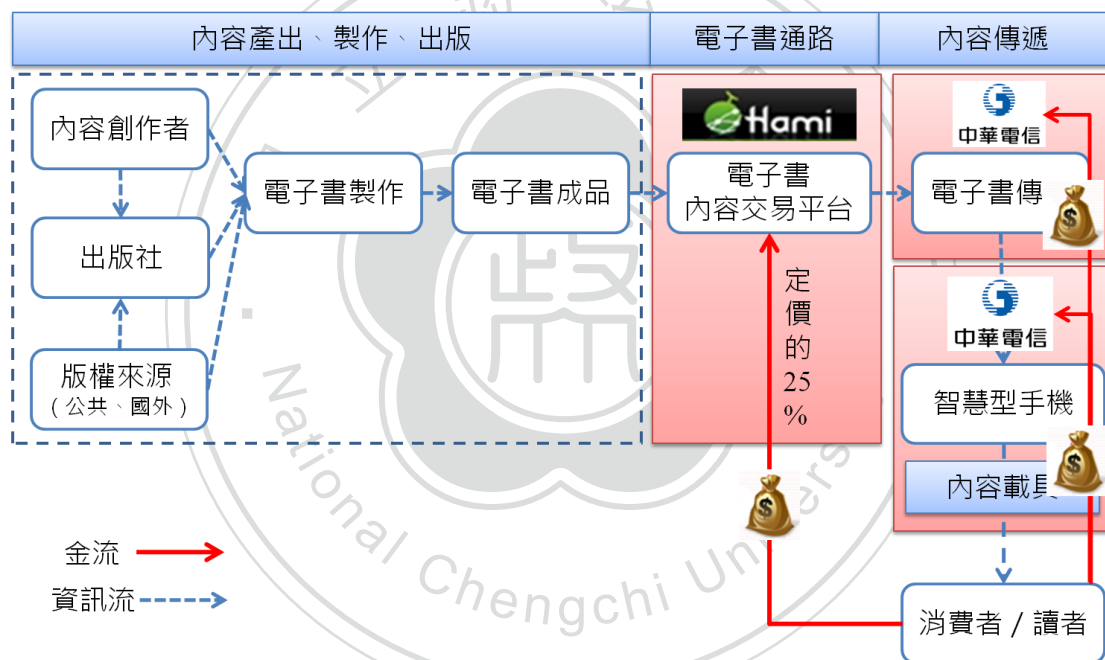 內容產出、製作、出版
電子書通路
內容傳遞
內容創作者
出版社
版權來源
(公共、國外)
電子書製作
電子書成品
Hami
電子書
內容交易平台
定價的25%
中華電信
電子書傳
中華電信
智慧型手機
內容載具
消費者 / 讀者
金流
資訊流
National Chengchi Univers